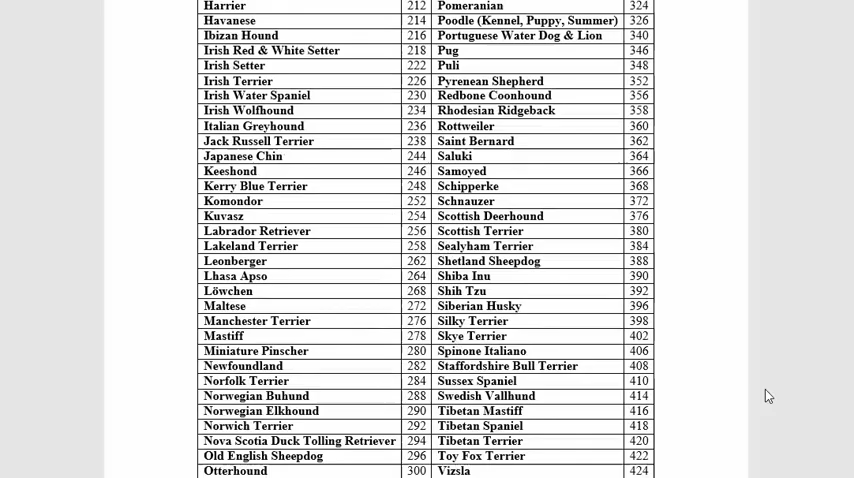 Harrier 212 Pomeranian 324
Havanese 214 Poodle (Kennel, Puppy, Summer) 326
Ibizan Hound 216 Portuguese Water Dog & Lion 340
Irish Red & White Setter 218 Pug 346
Irish Setter 222 Puli 348
Irish Terrier 226 Pyrenean Shepherd 352
Irish Water Spaniel 230 Redbone Coonhound 356
Irish Wolfhound 234 Rhodesian Ridgeback 358
Italian Greyhound 236 Rottweiler 360
Jack Russell Terrier 238 Saint Bernard 362
Japanese Chin 244 Saluki 364
Keeshond 246 Samoyed 366
Kerry Blue Terrier 248 Schipperke 368
Komondor 252 Schnauzer 372
Kuvasz 254 Scottish Deerhound 376
Labrador Retriever 256 Scottish Terrier 380
Lakeland Terrier 258 Sealyham Terrier 384
Leonberger 262 Shetland Sheepdog 388
Lhasa Apso 264 Shiba Inu 390
Löwchen 268 Shih Tzu 392
Maltese 272 Siberian Husky 396
Manchester Terrier 276 Silky Terrier 398
Mastiff 278 Skye Terrier 402
Miniature Pinscher 280 Spinone Italiano 406
Newfoundland 282 Staffordshire Bull Terrier 408
Norfolk Terrier 284 Sussex Spaniel 410
Norwegian Buhund 288 Swedish Vallhund 414
Norwegian Elkhound 290 Tibetan Mastiff 416
Norwich Terrier 292 Tibetan Spaniel 418
Nova Scotia Duck Tolling Retriever 294 Tibetan Terrier 420
Old English Sheepdog 296 Toy Fox Terrier 422
Otterhound 300 Vizsla 424